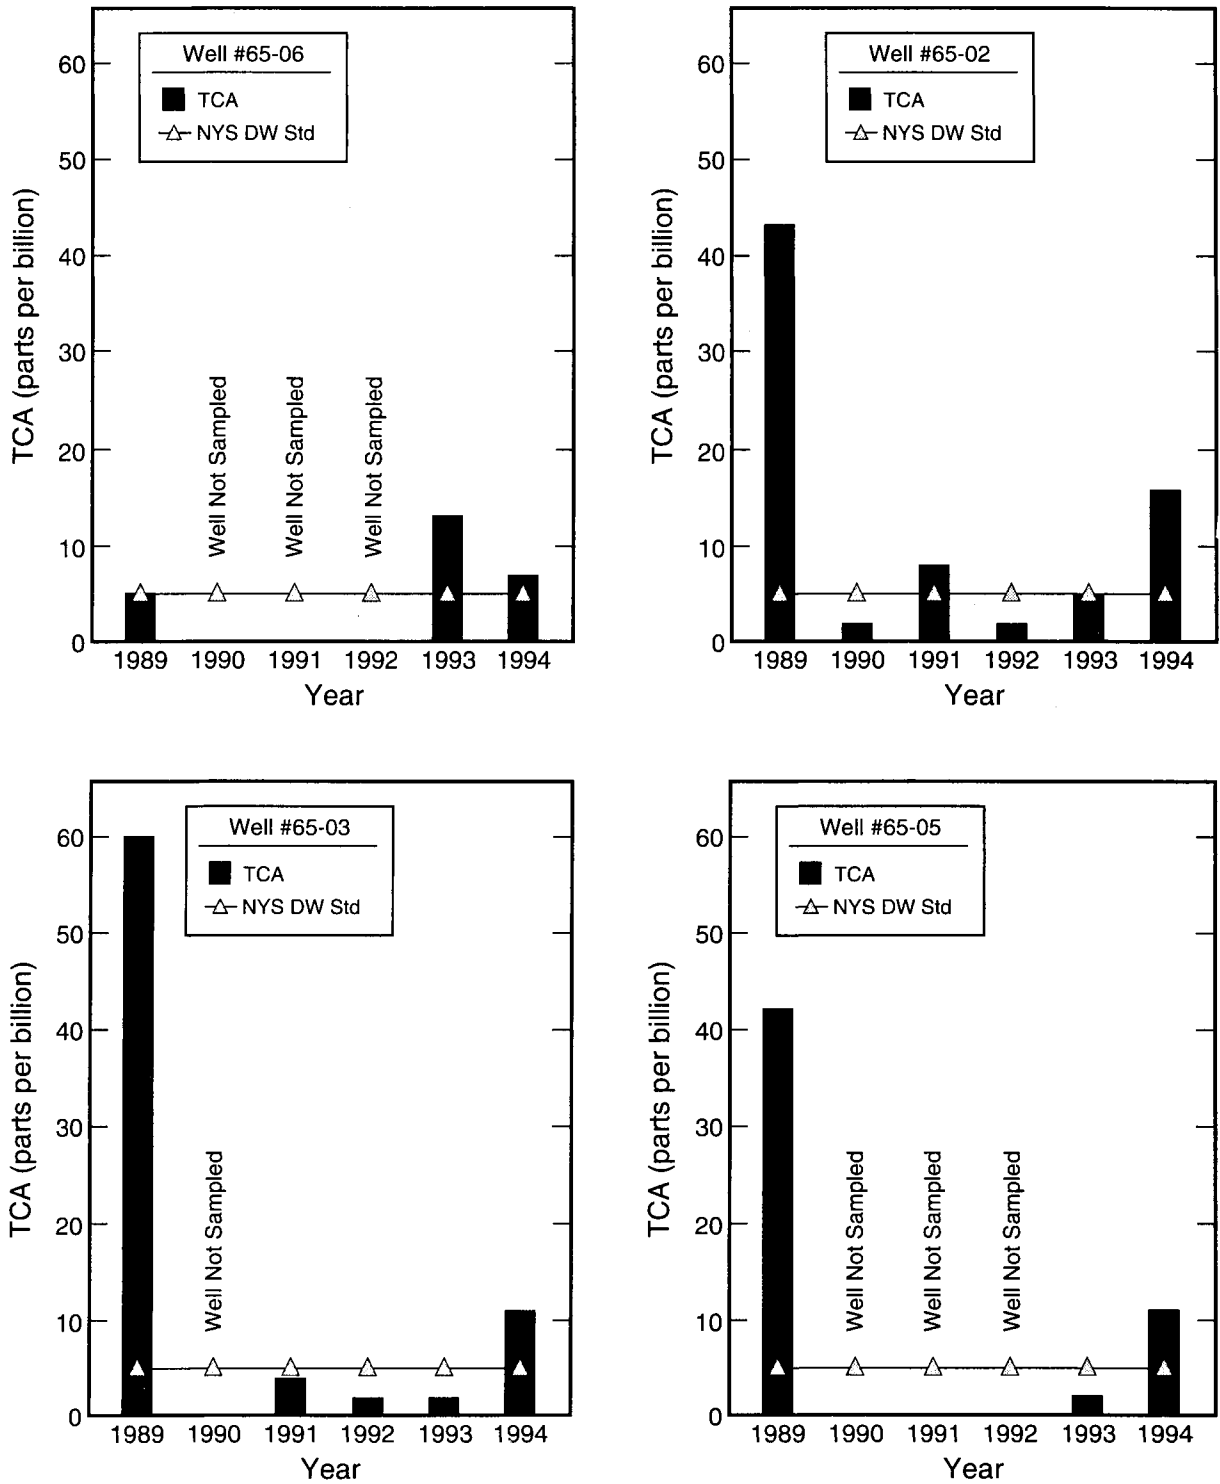 Well #65-06
TCA
NYS DW Std
TCA (parts per billion)
60
50
40
30
20
10
0
Well Not Sampled
Well Not Sampled
Well Not Sampled
1989 1990 1991 1992 1993 1994
Year
Well #65-02
TCA
NYS DW Std
TCA (parts per billion)
60
50
40
30
20
10
0
1989 1990 1991 1992 1993 1994
Year
Well #65-03
TCA
NYS DW Std
TCA (parts per billion)
60
50
40
30
20
10
0
Well Not Sampled
1989 1990 1991 1992 1993 1994
Year
Well #65-05
TCA
NYS DW Std
TCA (parts per billion)
60
50
40
30
20
10
0
Well Not Sampled
Well Not Sampled
Well Not Sampled
1989 1990 1991 1992 1993 1994
Year